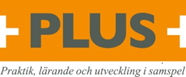 + PLUS +
Praktik, lärande och utveckling i samspel